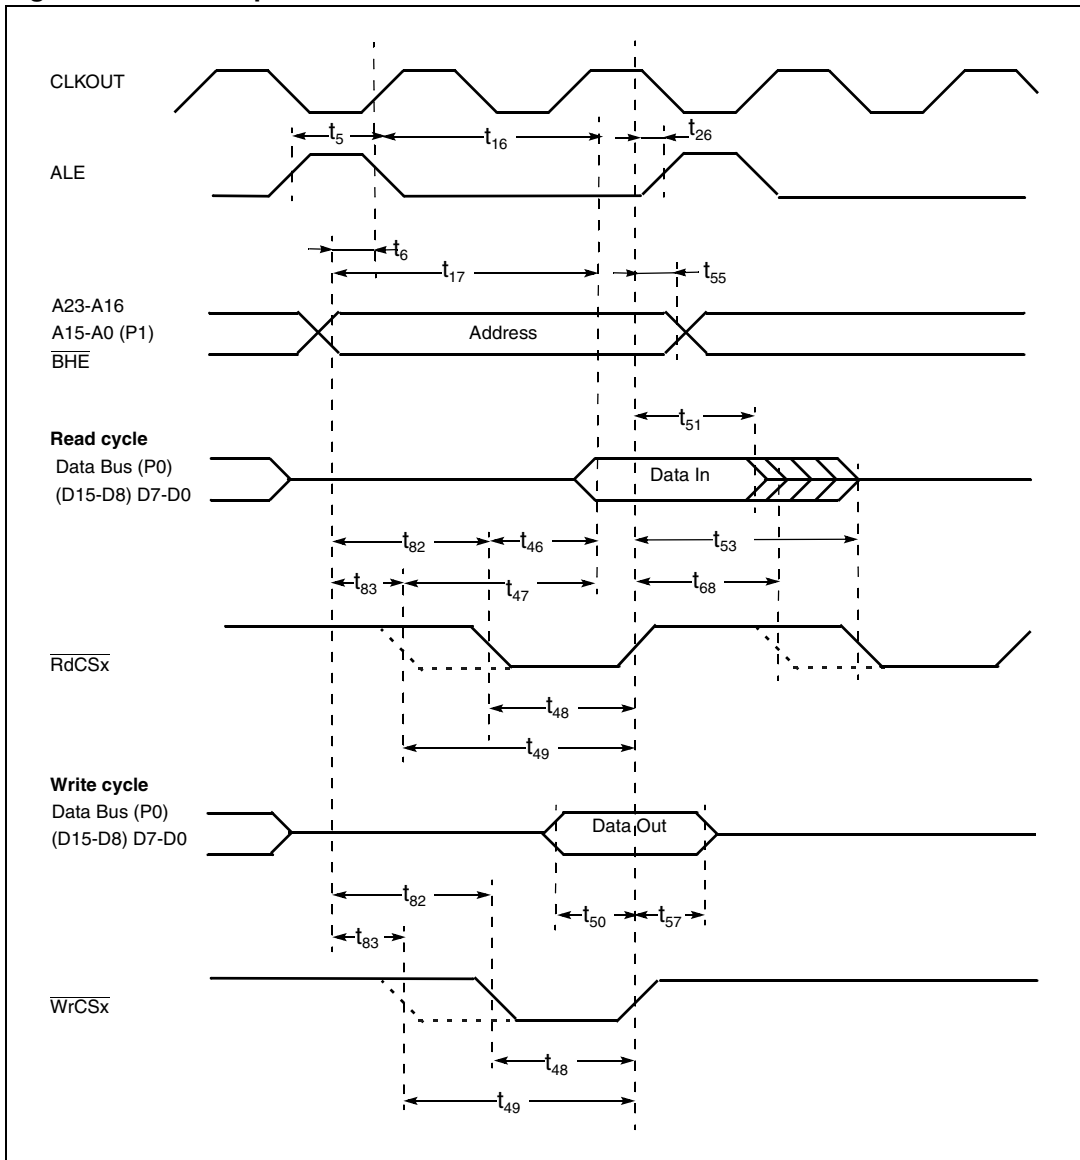 CLKOUT
t5
t16
t26
ALE
t6
t17
t55
A23-A16
A15-A0 (P1)
Address
BHE
t51
Read cycle
Data Bus (P0)
Data In
(D15-D8) D7-D0
t82
t46
t53
t83
t47
t68
RdCSx
t48
t49
Write cycle
Data Bus (P0)
Data Out
(D15-D8) D7-D0
t82
t50
t57
t83
WrCSx
t48
t49